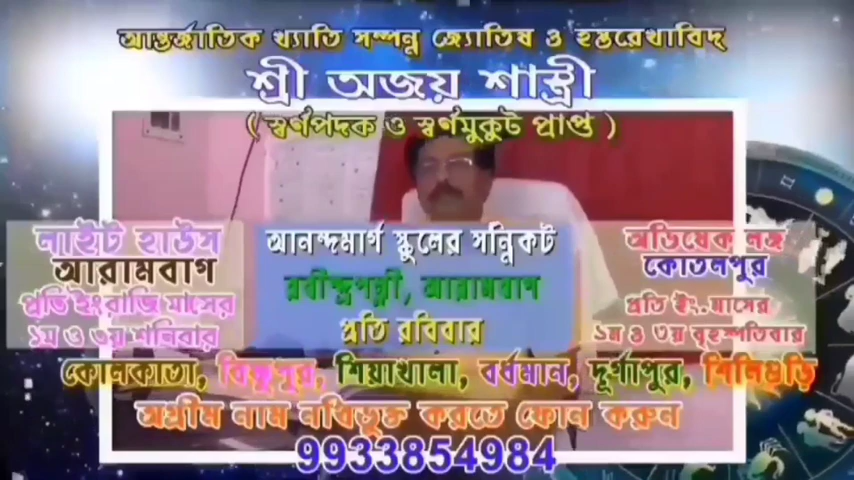 আন্তর্জাতিক খ্যাতি সম্পন্ন জ্যোতিষ ও হস্তরেখাবিদ্
শ্রী অজয় শাস্ত্রী
( স্বর্ণপদক ও স্বর্ণমুকুট প্রাপ্ত )
লাইট হাউস
আরামবাগ
প্রতি ইংরাজি মাসের
১ম ও ৩য় শনিবার
আনন্দমার্গ স্কুলের সন্নিকট
রবীন্দ্রপল্লী, আরামবাগ
প্রতি রবিবার
অভিষেক লজ
কোতলপুর
প্রতি ইং..মাসের
১ম ও ৩য় বৃহস্পতিবার
কোলকাতা, বিষ্ণুপুর, শিয়াখালা, বর্ধমান, দূর্গাপুর, শিলিগুড়ি
অগ্রীম নাম নথিভুক্ত করতে ফোন করুন
9933854984